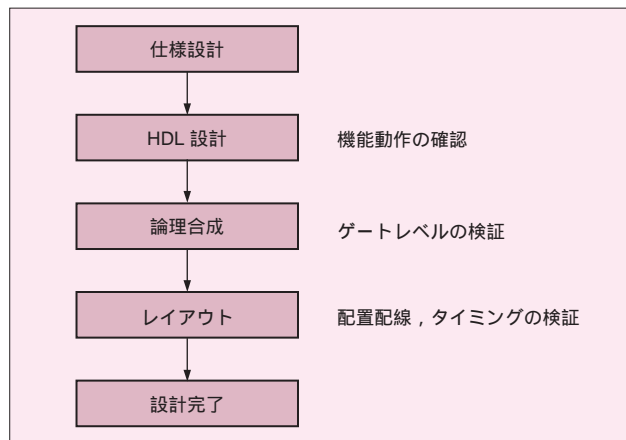 仕様設計
HDL 設計
機能動作の確認
論理合成
ゲートレベルの検証
レイアウト
配置配線，タイミングの検証
設計完了